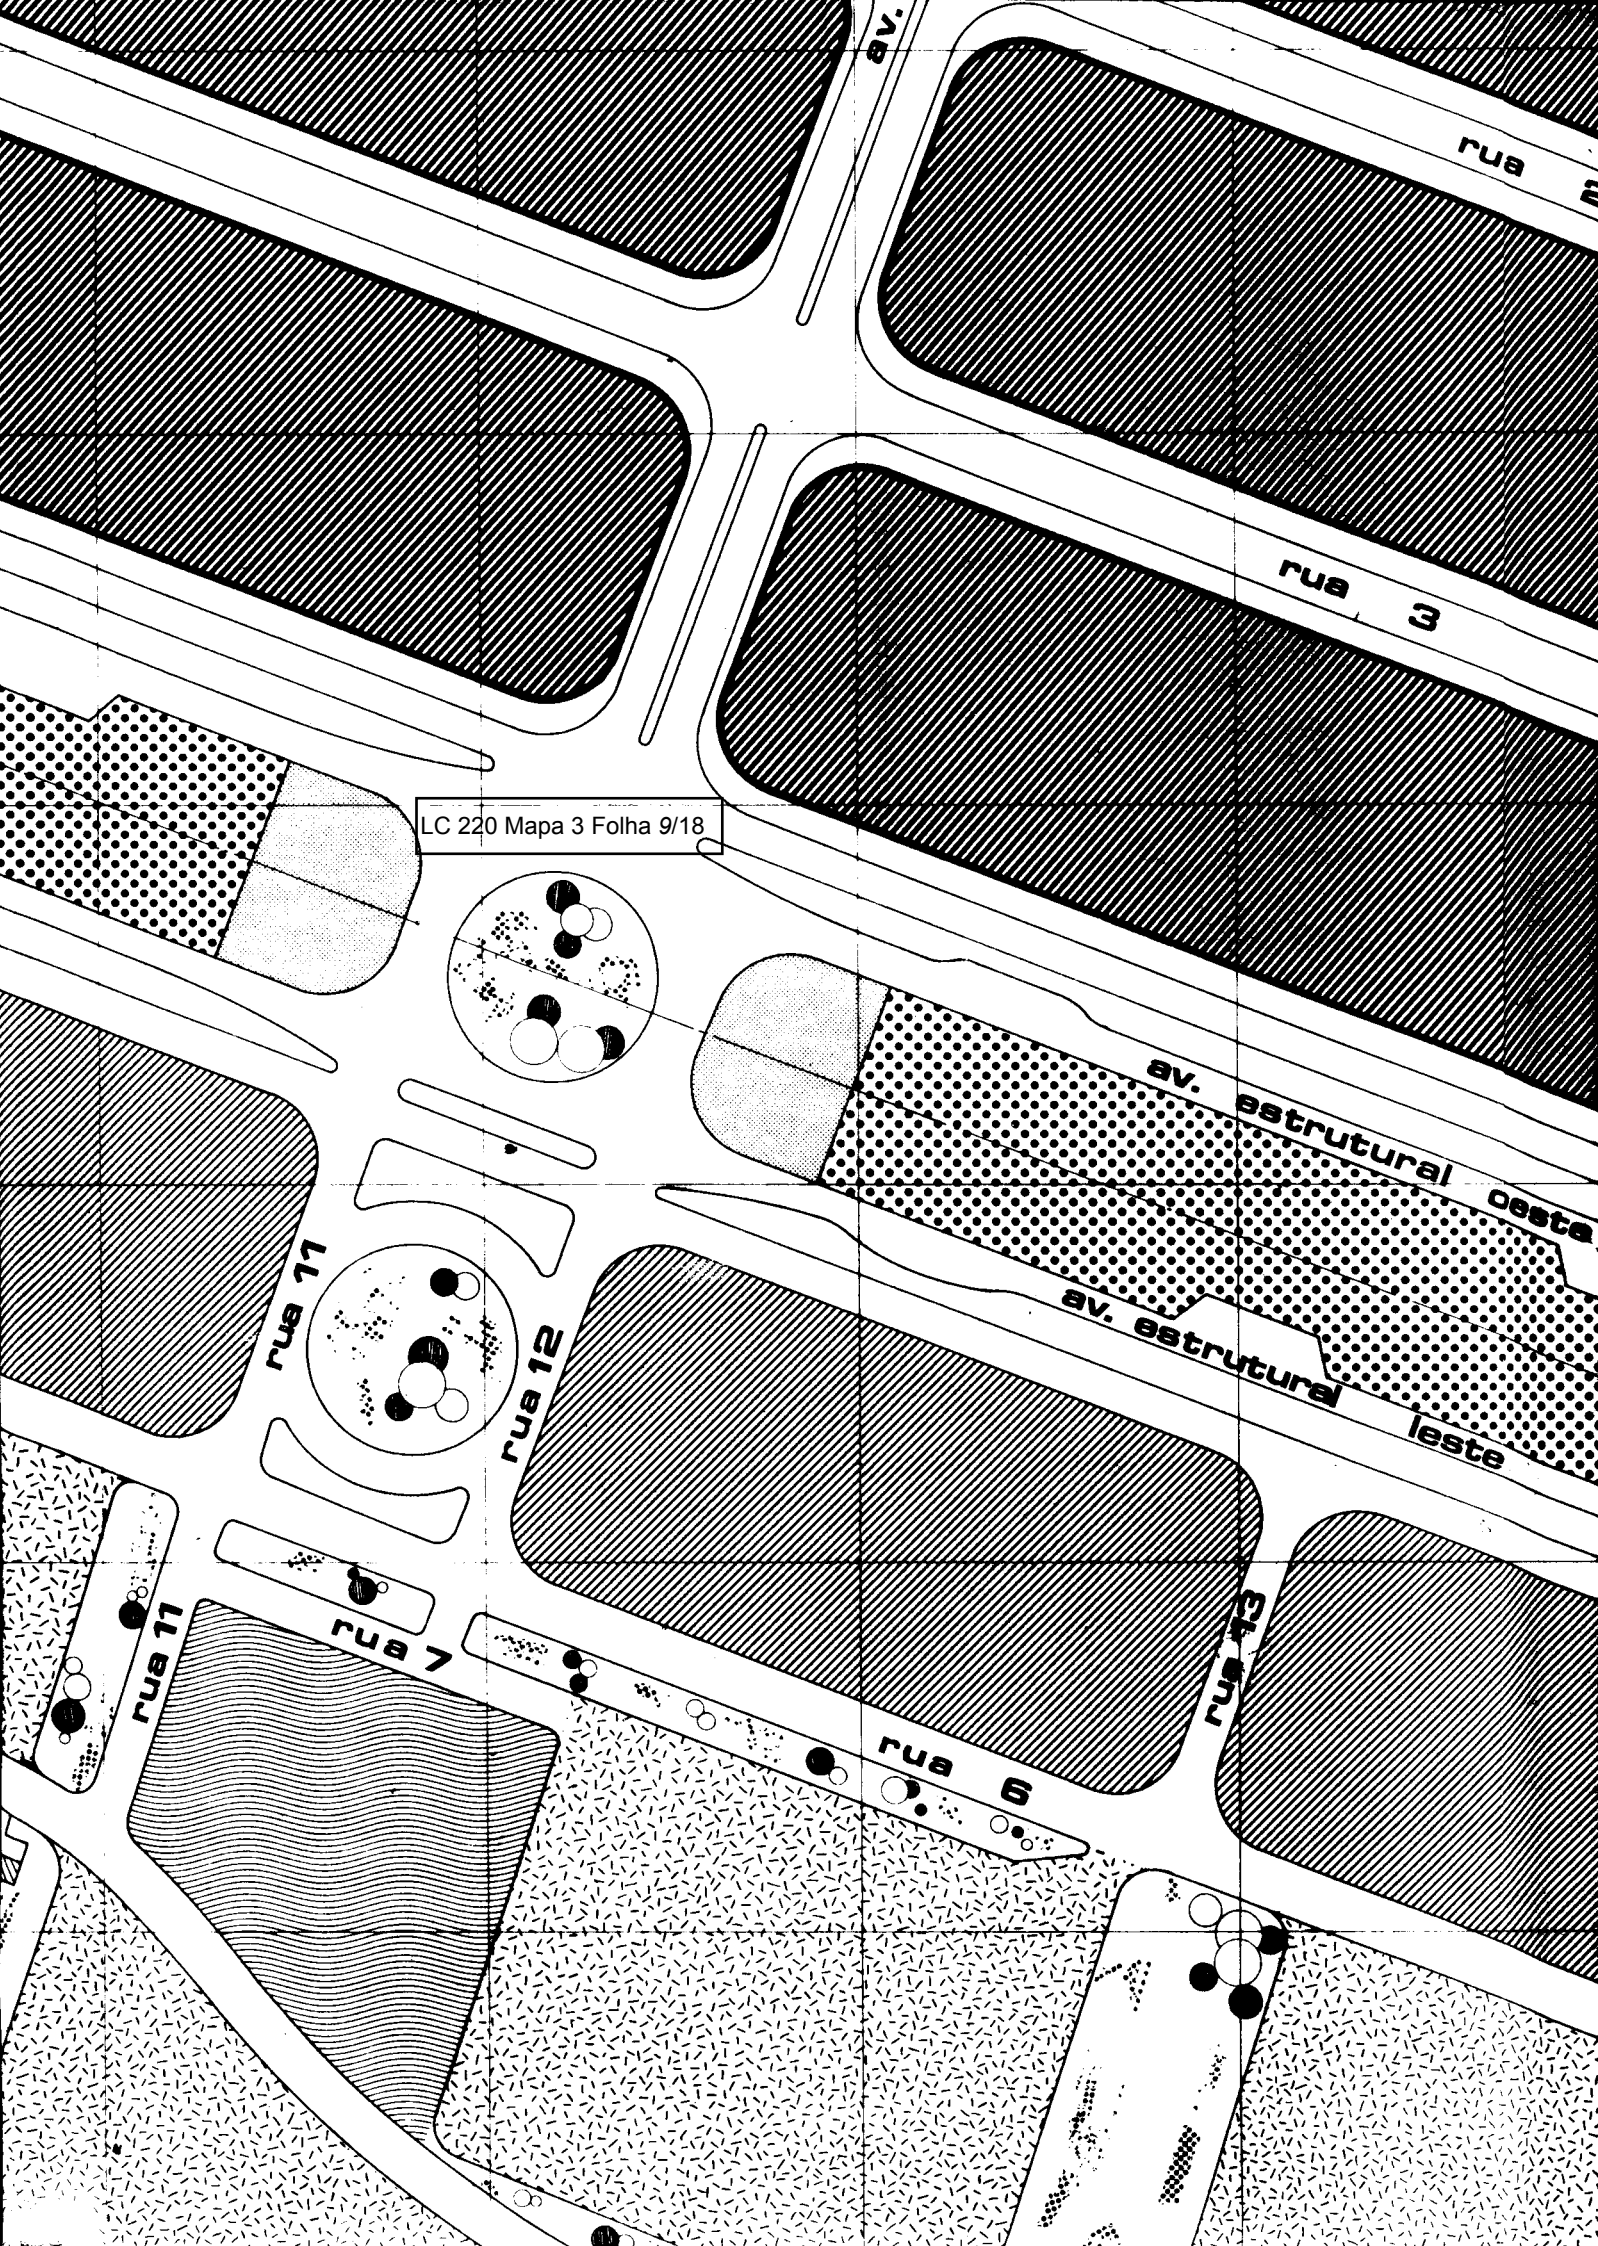 av.
rua 2
rua 3
LC 220 Mapa 3 Folha 9/18
av. estrutural oeste
rua 11
av. estrutural leste
rua 12
rua 13
rua 11
rua 7
rua 6